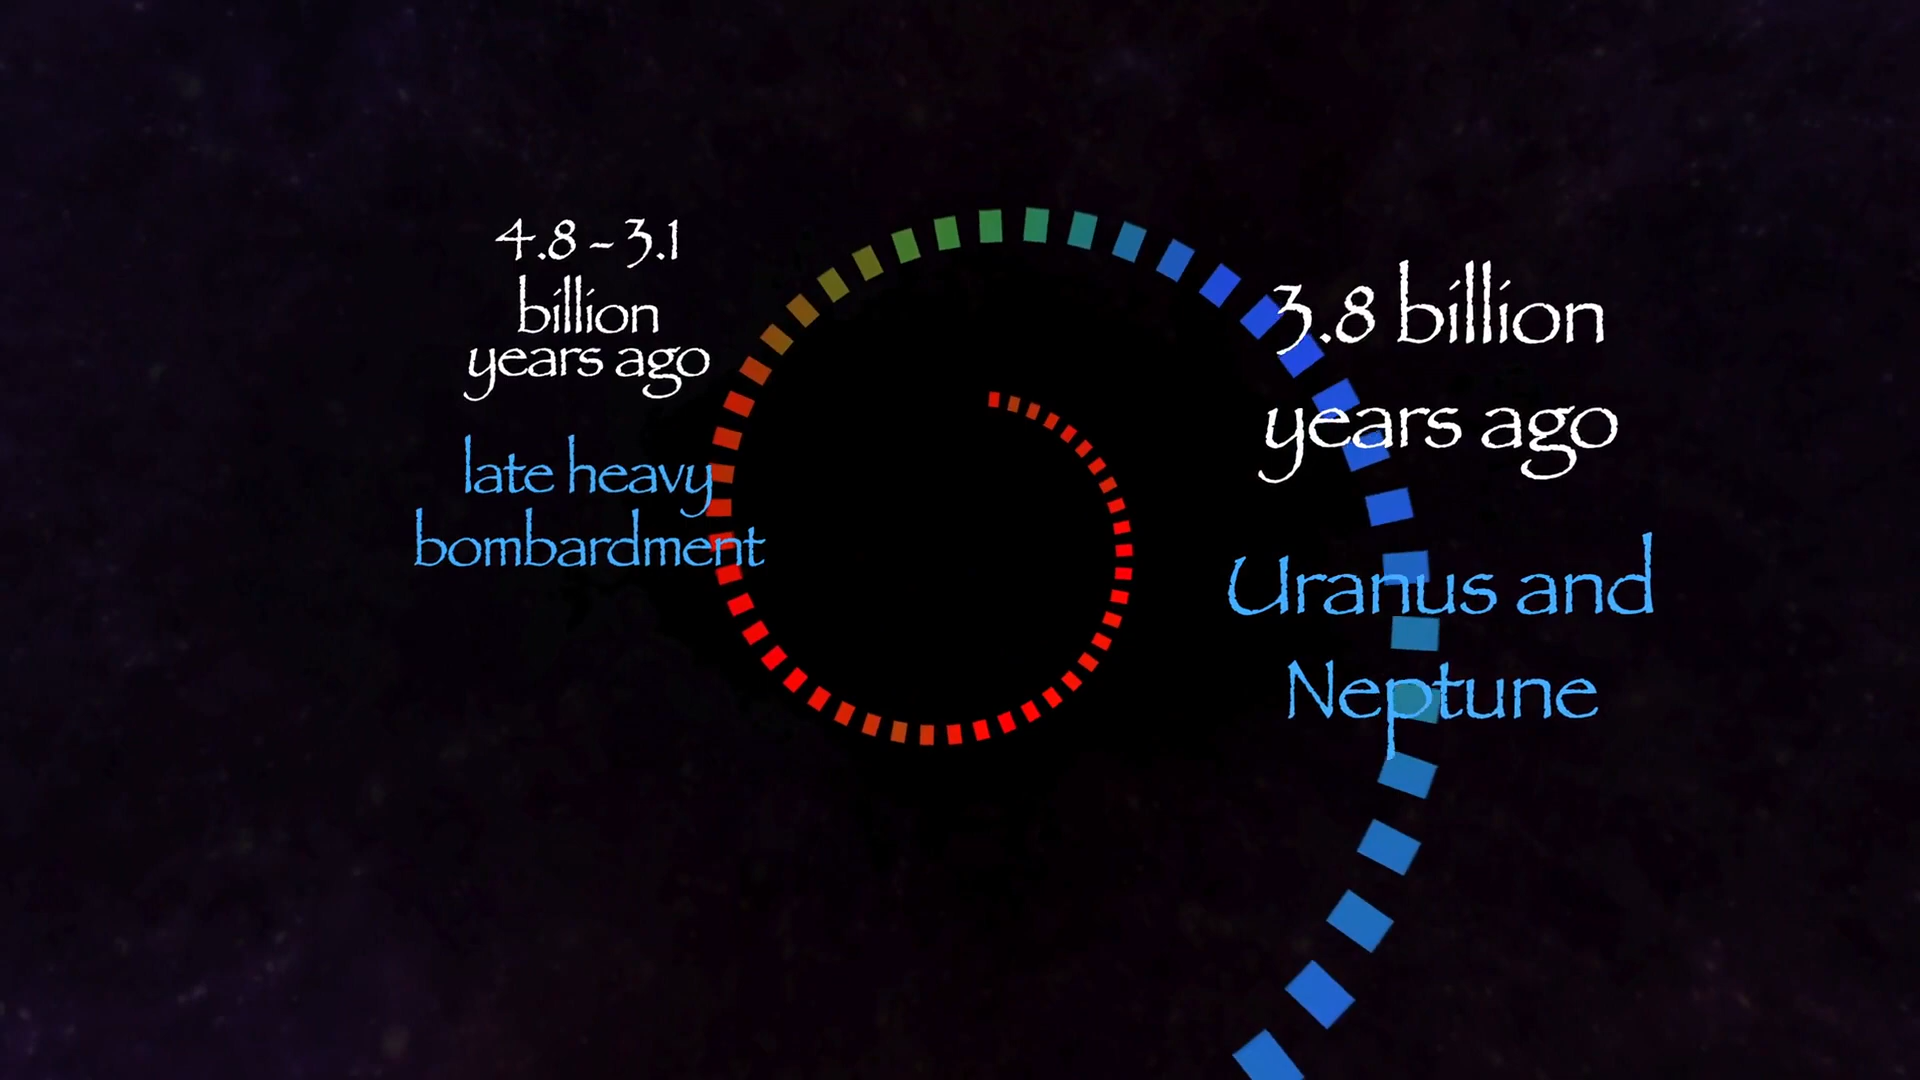 4.8 – 3.1
billion
years ago
late heavy
bombardment
3.8 billion
years ago
Uranus and
Neptune